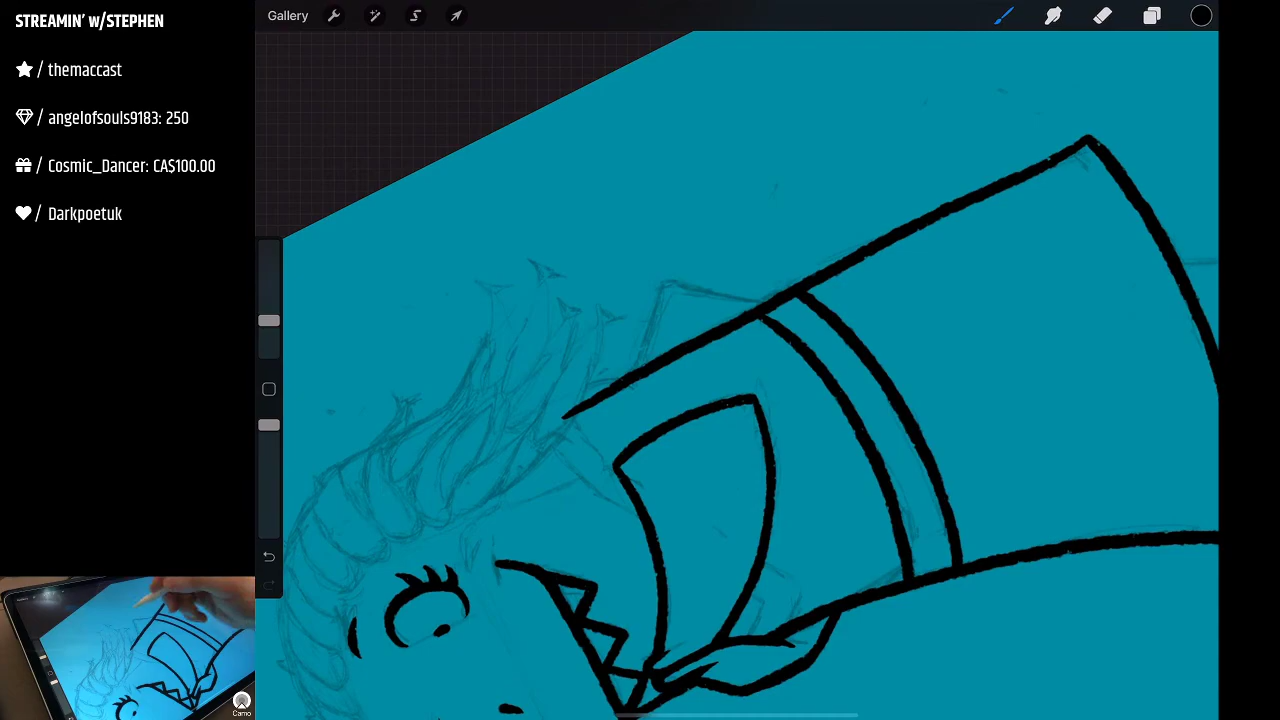 STREAMIN' w/STEPHEN
/ themaccast
/ angelofsouls9183: 250
/ Cosmic_Dancer: CA$100.00
/ Darkpoetuk
Gallery
Camo